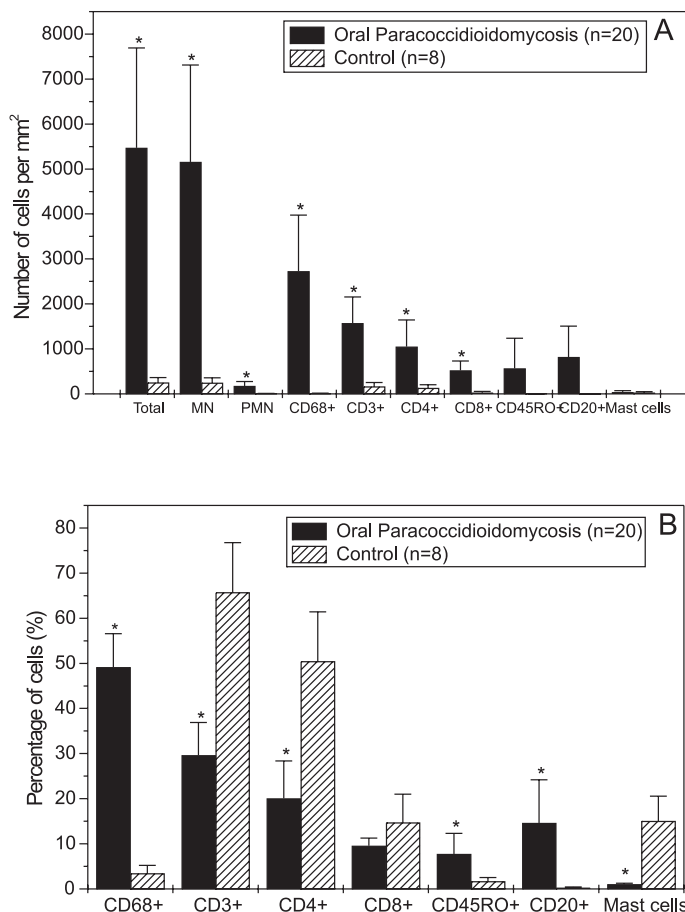 A
Oral Paracoccidioidomycosis (n=20)
Control (n=8)
Number of cells per mm²
8000
7000
6000
5000
4000
3000
2000
1000
0
* * * * * * *
Total MN PMN CD68+ CD3+ CD4+ CD8+ CD45RO+ CD20+ Mast cells
B
Oral Paracoccidioidomycosis (n=20)
Control (n=8)
Percentage of cells (%)
80
70
60
50
40
30
20
10
0
* * * * * *
CD68+ CD3+ CD4+ CD8+ CD45RO+ CD20+ Mast cells